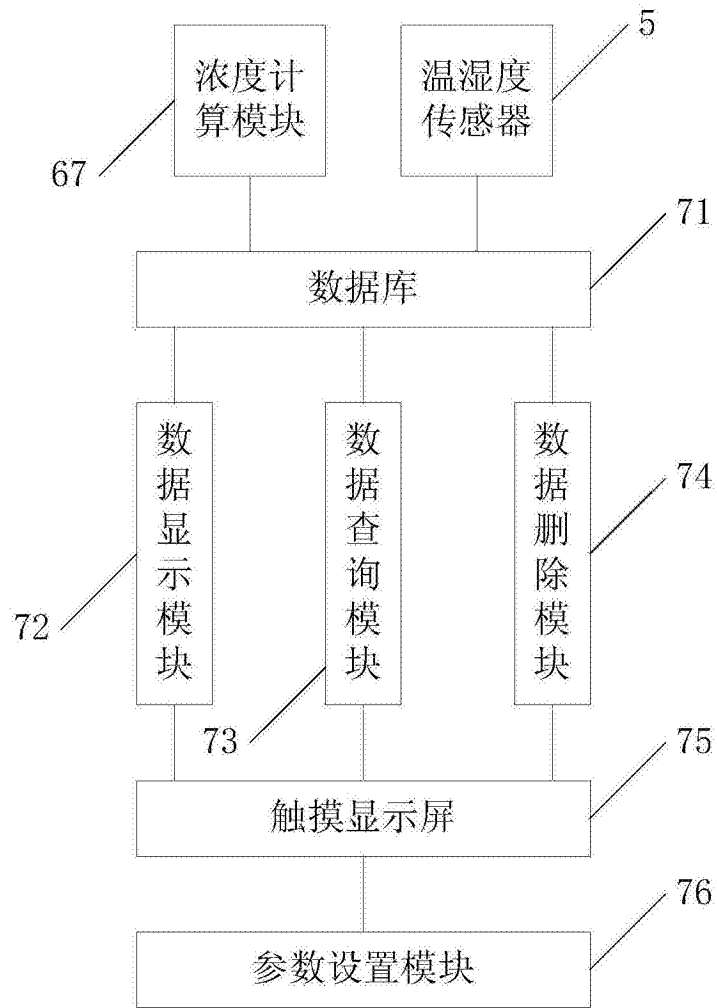 5
浓度计
算模块
温湿度
传感器
67
71
数据库
数据显示模块
数据查询模块
数据删除模块
74
72
73
75
触摸显示屏
76
参数设置模块